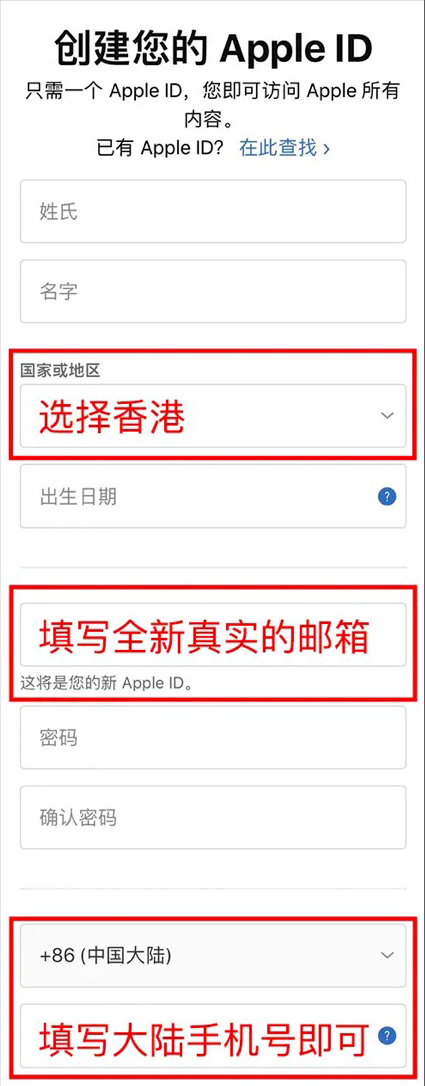 创建您的 Apple ID
只需一个 Apple ID，您即可访问 Apple 所有
内容。
已有 Apple ID？ 在此查找 ›
姓氏
名字
国家或地区
选择香港
出生日期
?
填写全新真实的邮箱
这将是您的新 Apple ID。
密码
确认密码
+86 (中国大陆)
填写大陆手机号即可
?